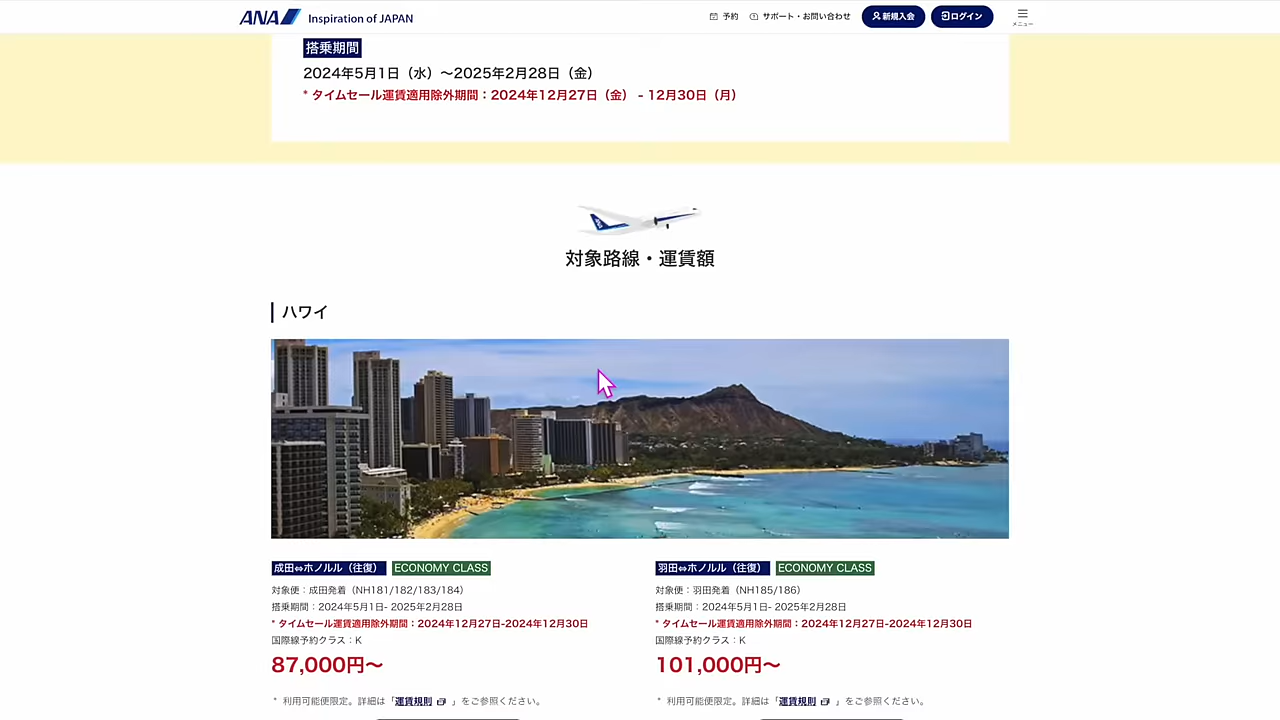 ANA Inspiration of JAPAN
予約 サポート・お問い合わせ 新規入会 ログイン メニュー
搭乗期間
2024年5月1日（水）〜2025年2月28日（金）
* タイムセール運賃適用除外期間：2024年12月27日（金） - 12月30日（月）
対象路線・運賃額
ハワイ
成田⇔ホノルル（往復） ECONOMY CLASS
対象便：成田発着（NH181/182/183/184）
搭乗期間：2024年5月1日- 2025年2月28日
* タイムセール運賃適用除外期間：2024年12月27日-2024年12月30日
国際線予約クラス：K
87,000円〜
* 利用可能便限定。詳細は「運賃規則」をご参照ください。
羽田⇔ホノルル（往復） ECONOMY CLASS
対象便：羽田発着（NH185/186）
搭乗期間：2024年5月1日- 2025年2月28日
* タイムセール運賃適用除外期間：2024年12月27日-2024年12月30日
国際線予約クラス：K
101,000円〜
* 利用可能便限定。詳細は「運賃規則」をご参照ください。